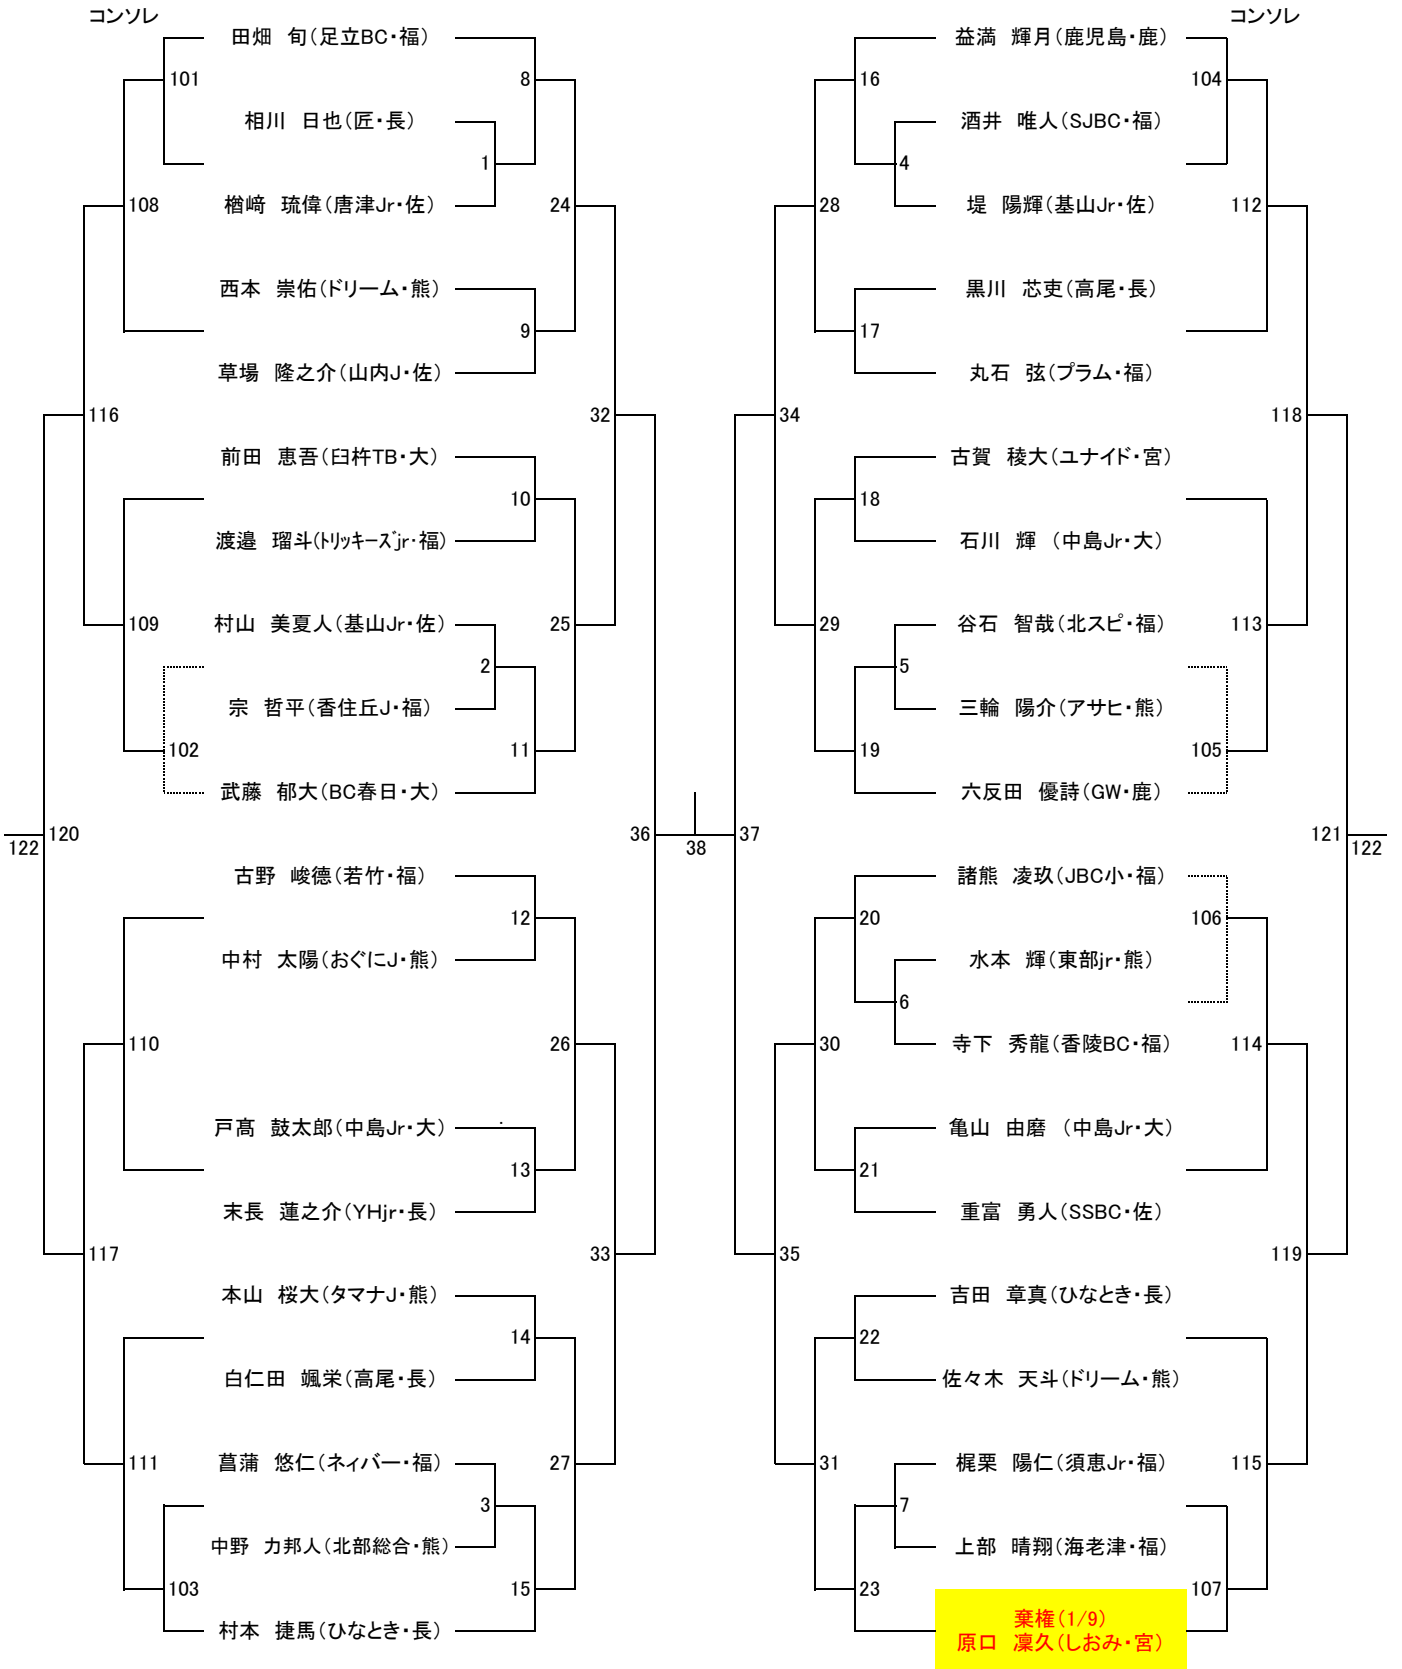 コンソレ
コンソレ
田畑　旬(足立BC・福)
益満　輝月(鹿児島・鹿)
101
8
16
104
相川　日也(匠・長)
酒井　唯人(SJBC・福)
1
4
楢﨑　琉偉(唐津Jr・佐)
堤　陽輝(基山Jr・佐)
108
24
28
112
西本　崇佑(ドリーム・熊)
黒川　芯吏(高尾・長)
9
17
草場　隆之介(山内J・佐)
丸石　弦(プラム・福)
116
32
34
118
前田　恵吾(臼杵TB・大)
古賀　稜大(ユナイド・宮)
10
18
渡邉　瑠斗(ﾄﾘｯｷｰｽﾞjr・福)
石川　輝　(中島Jr・大)
村山　美夏人(基山Jr・佐)
谷石　智哉(北スピ・福)
109
25
29
113
2
5
宗　哲平(香住丘J・福)
三輪　陽介(アサヒ・熊)
102
11
19
105
武藤　郁大(BC春日・大)
六反田　優詩(GW・鹿)
120
36
37
121
122
38
122
古野　峻德(若竹・福)
諸熊　凌玖(JBC小・福)
12
20
106
中村　太陽(おぐにJ・熊)
水本　輝(東部jr・熊)
6
110
26
30
寺下　秀龍(香陵BC・福)
114
戸髙　鼓太郎(中島Jr・大)
亀山　由磨　(中島Jr・大)
13
21
末長　蓮之介(YHjr・長)
重富　勇人(SSBC・佐)
117
33
35
119
本山　桜大(タマナJ・熊)
吉田　章真(ひなとき・長)
14
22
白仁田　颯栄(高尾・長)
佐々木　天斗(ドリーム・熊)
菖蒲　悠仁(ネィバー・福)
梶栗　陽仁(須恵Jr・福)
111
27
31
115
3
7
中野　力邦人(北部総合・熊)
上部　晴翔(海老津・福)
103
15
23
107
村本　捷馬(ひなとき・長)
棄権(1/9)
原口　凜久(しおみ・宮)